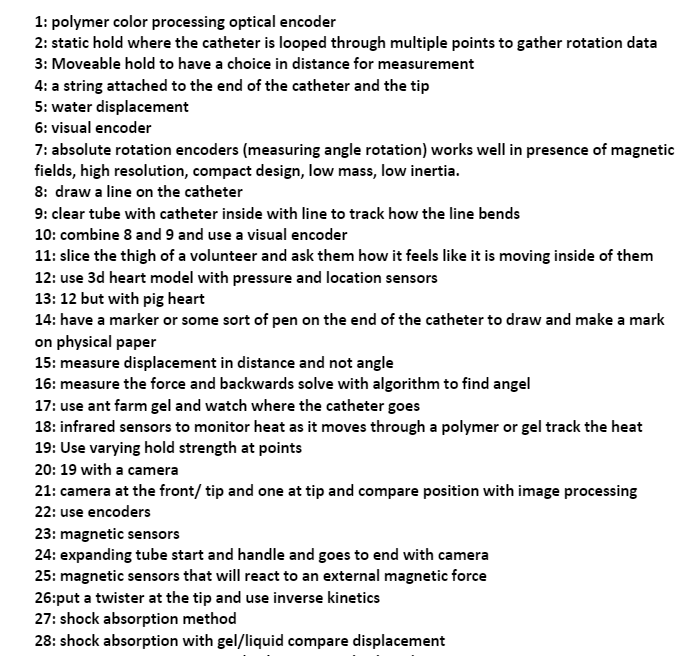 1: polymer color processing optical encoder
2: static hold where the catheter is looped through multiple points to gather rotation data
3: Moveable hold to have a choice in distance for measurement
4: a string attached to the end of the catheter and the tip
5: water displacement
6: visual encoder
7: absolute rotation encoders (measuring angle rotation) works well in presence of magnetic
fields, high resolution, compact design, low mass, low inertia.
8:  draw a line on the catheter
9: clear tube with catheter inside with line to track how the line bends
10: combine 8 and 9 and use a visual encoder
11: slice the thigh of a volunteer and ask them how it feels like it is moving inside of them
12: use 3d heart model with pressure and location sensors
13: 12 but with pig heart
14: have a marker or some sort of pen on the end of the catheter to draw and make a mark
on physical paper
15: measure displacement in distance and not angle
16: measure the force and backwards solve with algorithm to find angel
17: use ant farm gel and watch where the catheter goes
18: infrared sensors to monitor heat as it moves through a polymer or gel track the heat
19: Use varying hold strength at points
20: 19 with a camera
21: camera at the front/ tip and one at tip and compare position with image processing
22: use encoders
23: magnetic sensors
24: expanding tube start and handle and goes to end with camera
25: magnetic sensors that will react to an external magnetic force
26:put a twister at the tip and use inverse kinetics
27: shock absorption method
28: shock absorption with gel/liquid compare displacement